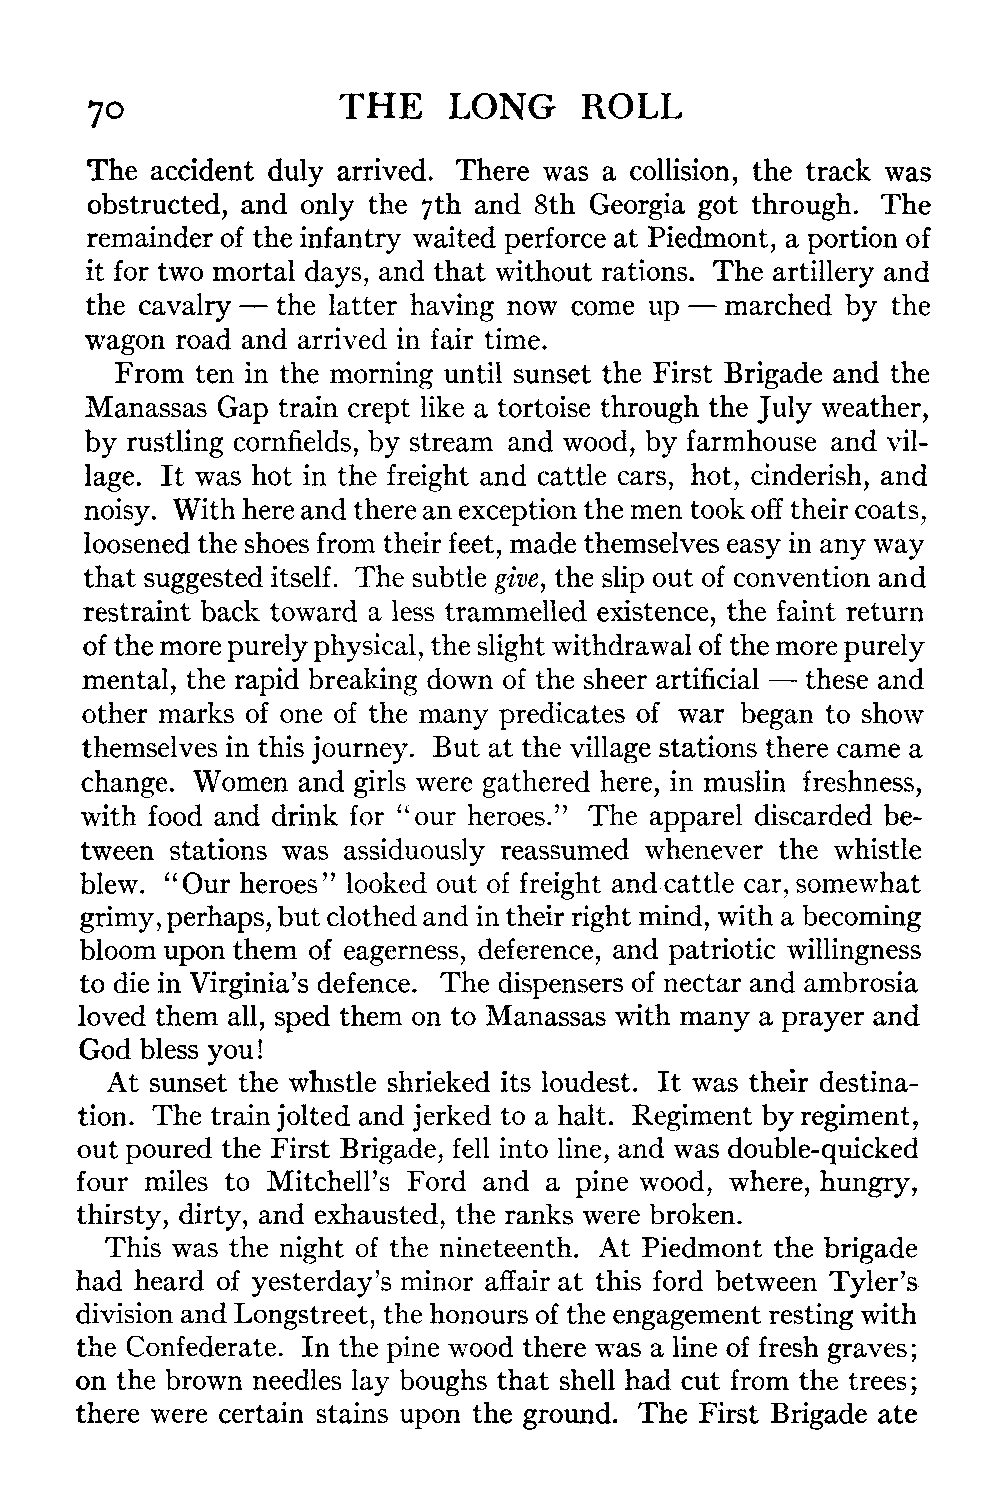 70 THE LONG ROLL
The accident duly arrived. There was a collision, the track was
obstructed, and only the 7th and 8th Georgia got through. The
remainder of the infantry waited perforce at Piedmont, a portion of
it for two mortal days, and that without rations. The artillery and
the cavalry — the latter having now come up — marched by the
wagon road and arrived in fair time.
From ten in the morning until sunset the First Brigade and the
Manassas Gap train crept like a tortoise through the July weather,
by rustling cornfields, by stream and wood, by farmhouse and vil-
lage. It was hot in the freight and cattle cars, hot, cinderish, and
noisy. With here and there an exception the men took off their coats,
loosened the shoes from their feet, made themselves easy in any way
that suggested itself. The subtle give, the slip out of convention and
restraint back toward a less trammelled existence, the faint return
of the more purely physical, the slight withdrawal of the more purely
mental, the rapid breaking down of the sheer artificial — these and
other marks of one of the many predicates of war began to show
themselves in this journey. But at the village stations there came a
change. Women and girls were gathered here, in muslin freshness,
with food and drink for "our heroes." The apparel discarded be-
tween stations was assiduously reassumed whenever the whistle
blew. "Our heroes" looked out of freight and cattle car, somewhat
grimy, perhaps, but clothed and in their right mind, with a becoming
bloom upon them of eagerness, deference, and patriotic willingness
to die in Virginia's defence. The dispensers of nectar and ambrosia
loved them all, sped them on to Manassas with many a prayer and
God bless you!
At sunset the whistle shrieked its loudest. It was their destina-
tion. The train jolted and jerked to a halt. Regiment by regiment,
out poured the First Brigade, fell into line, and was double-quicked
four miles to Mitchell's Ford and a pine wood, where, hungry,
thirsty, dirty, and exhausted, the ranks were broken.
This was the night of the nineteenth. At Piedmont the brigade
had heard of yesterday's minor affair at this ford between Tyler's
division and Longstreet, the honours of the engagement resting with
the Confederate. In the pine wood there was a line of fresh graves;
on the brown needles lay boughs that shell had cut from the trees;
there were certain stains upon the ground. The First Brigade ate